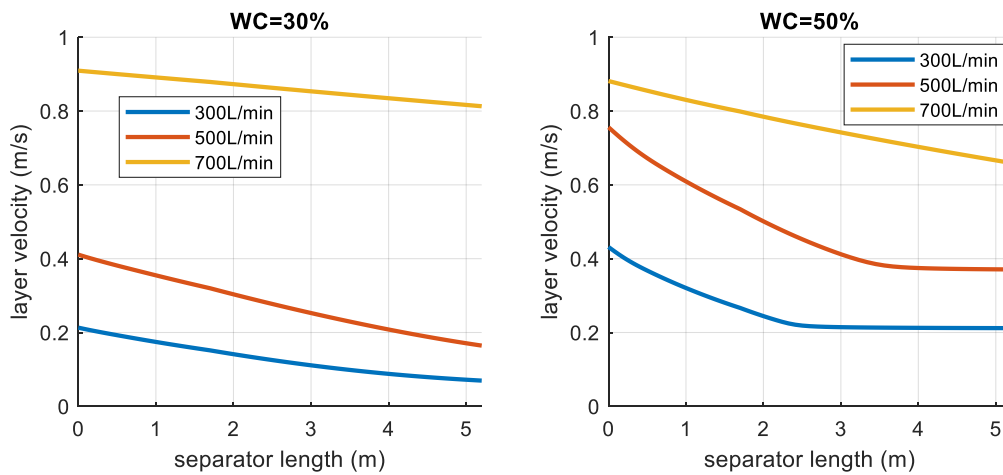 WC=30%
1
0.8
0.6
0.4
0.2
0
layer velocity (m/s)
300L/min
500L/min
700L/min
0 1 2 3 4 5
separator length (m)
WC=50%
1
0.8
0.6
0.4
0.2
0
layer velocity (m/s)
300L/min
500L/min
700L/min
0 1 2 3 4 5
separator length (m)